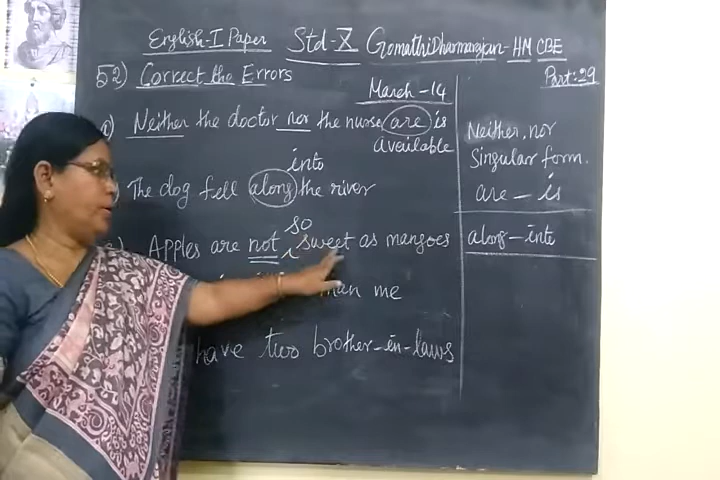 English-I Paper Std-X GomathiDharmarajan-HM CBE
52) Correct the Errors Part:29
March-14
Neither the doctor nor the nurse are is
available
into
The dog fell along the river
so
Apples are not sweet as mangoes
than me
have two brother-in-laws
Neither, nor
Singular form.
are - is
along - into